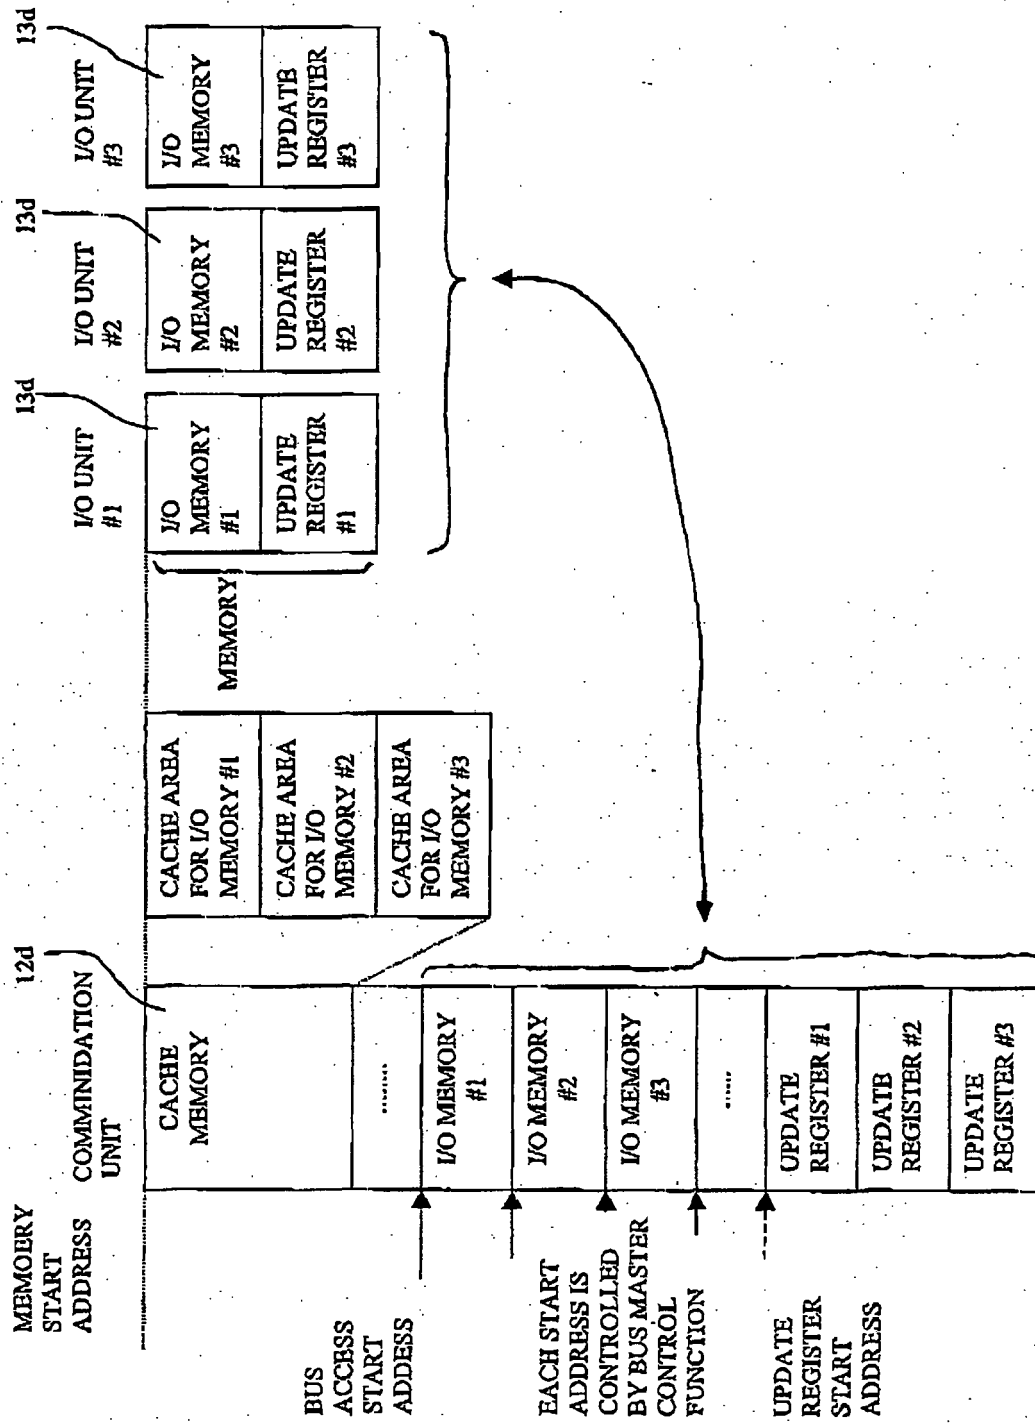 MEMOERY
START
ADDRESS
COMMINIDATION
UNIT
12d
CACHE
MEMORY
........
I/O MEMORY
#1
I/O MEMORY
#2
I/O MEMORY
#3
......
UPDATE
REGISTER #1
UPDATE
REGISTER #2
UPDATE
REGISTER #3
BUS
ACCESS
START
ADDESS
EACH START
ADDRESS IS
CONTROLLED
BY BUS MASTER
CONTROL
FUNCTION
UPDATE
REGISTER
START
ADDRESS
CACHE AREA
FOR I/O
MEMORY #1
CACHE AREA
FOR I/O
MEMORY #2
CACHE AREA
FOR I/O
MEMORY #3
MEMORY
I/O UNIT
#1
13d
I/O
MEMORY
#1
UPDATE
REGISTER
#1
I/O UNIT
#2
13d
I/O
MEMORY
#2
UPDATE
REGISTER
#2
I/O UNIT
#3
13d
I/O
MEMORY
#3
UPDATE
REGISTER
#3